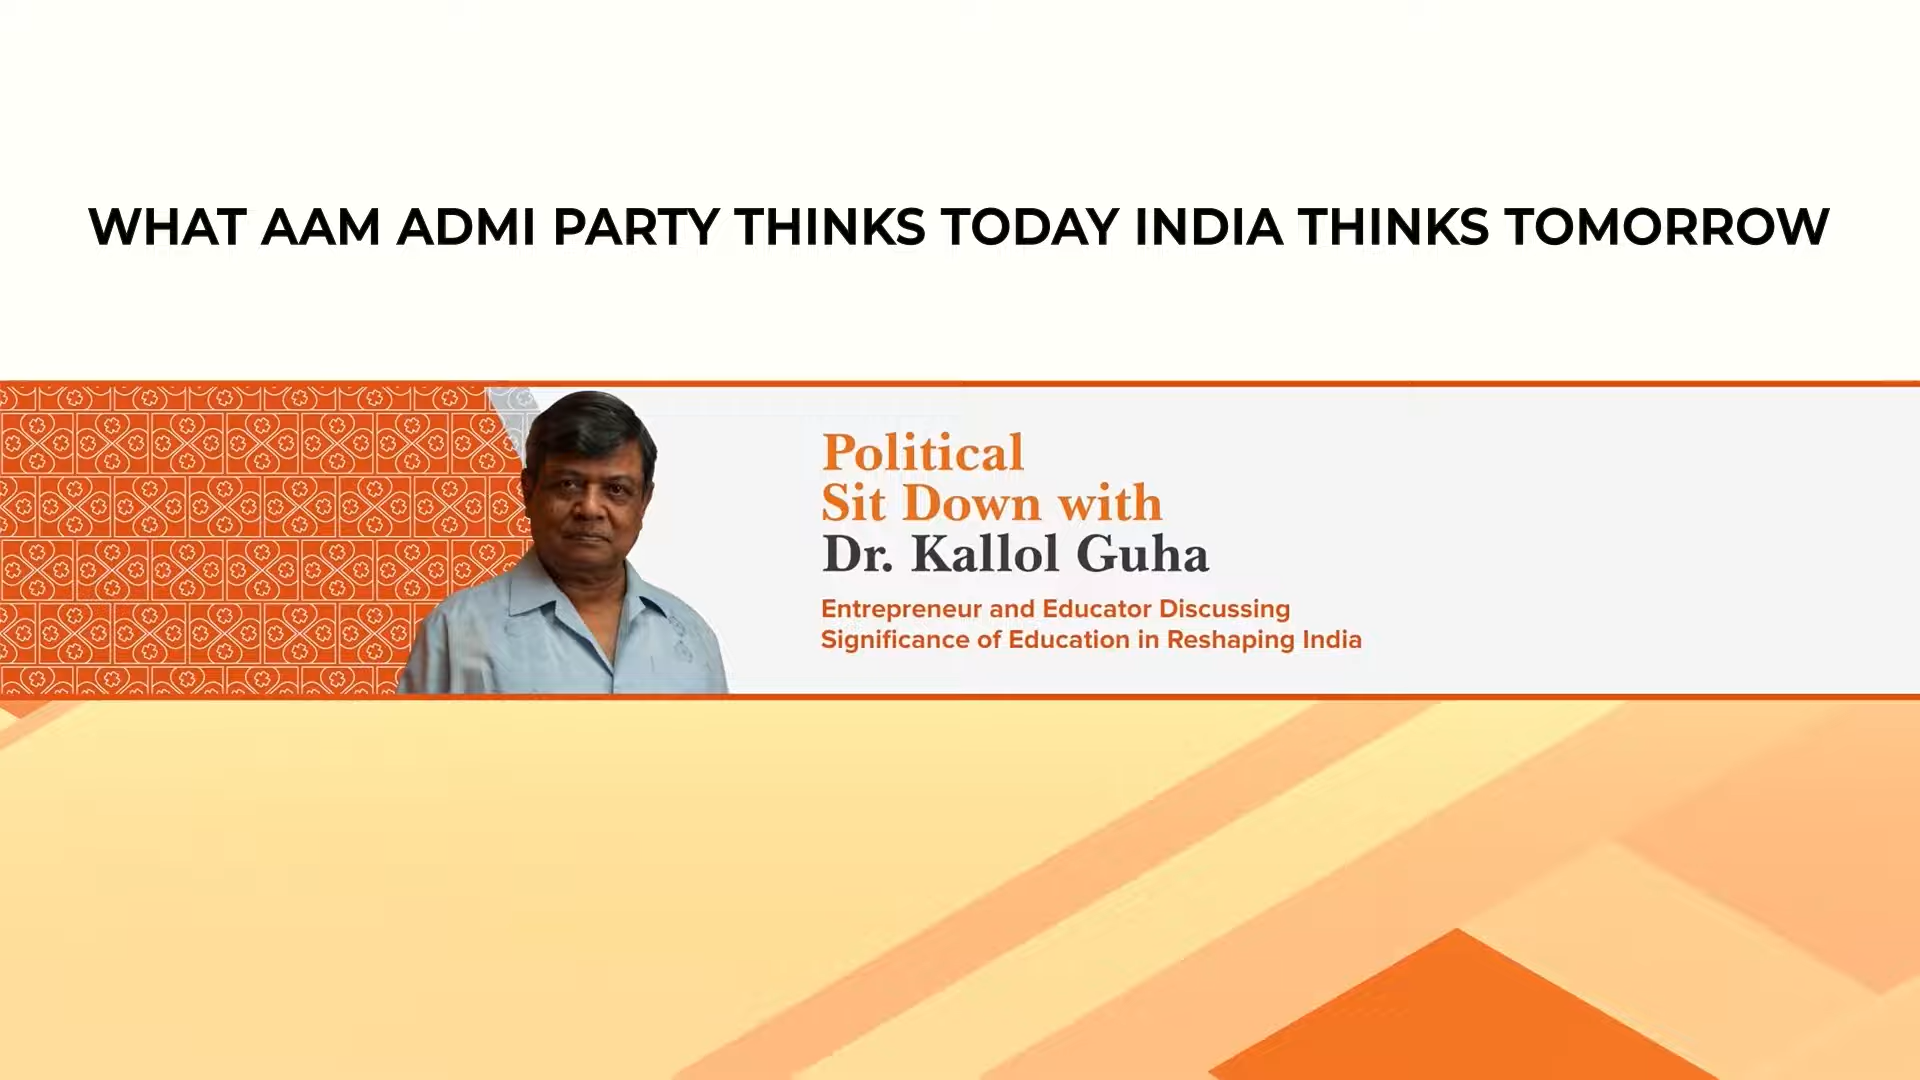 WHAT AAM ADMI PARTY THINKS TODAY INDIA THINKS TOMORROW
Political
Sit Down with
Dr. Kallol Guha
Entrepreneur and Educator Discussing
Significance of Education in Reshaping India